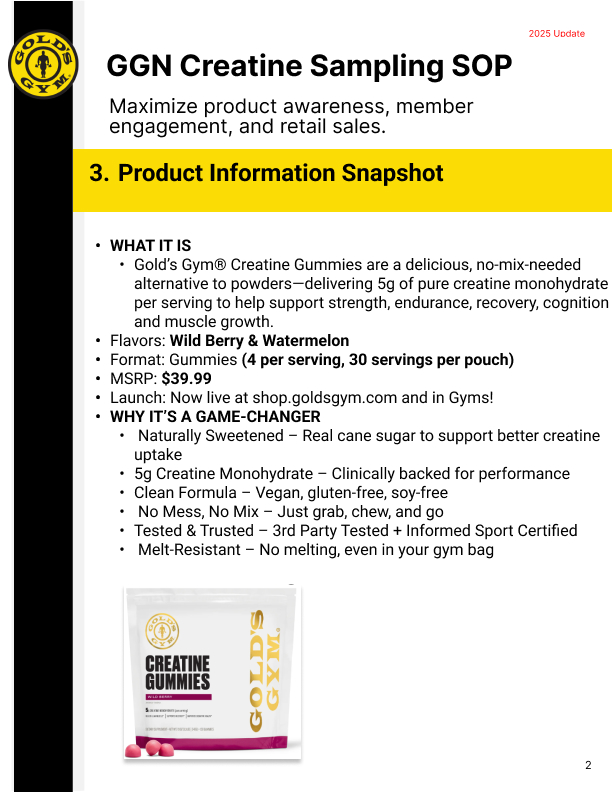 2025 Update
GOLD'S GYM
GGN Creatine Sampling SOP
Maximize product awareness, member
engagement, and retail sales.
3. Product Information Snapshot
• WHAT IT IS
• Gold's Gym® Creatine Gummies are a delicious, no-mix-needed
alternative to powders—delivering 5g of pure creatine monohydrate
per serving to help support strength, endurance, recovery, cognition
and muscle growth.
• Flavors: Wild Berry & Watermelon
• Format: Gummies (4 per serving, 30 servings per pouch)
• MSRP: $39.99
• Launch: Now live at shop.goldsgym.com and in Gyms!
• WHY IT'S A GAME-CHANGER
• Naturally Sweetened – Real cane sugar to support better creatine
uptake
• 5g Creatine Monohydrate – Clinically backed for performance
• Clean Formula – Vegan, gluten-free, soy-free
• No Mess, No Mix – Just grab, chew, and go
• Tested & Trusted – 3rd Party Tested + Informed Sport Certified
• Melt-Resistant – No melting, even in your gym bag
GOLD'S GYM
CREATINE
GUMMIES
WILD BERRY
GOLD'S
GYM
2